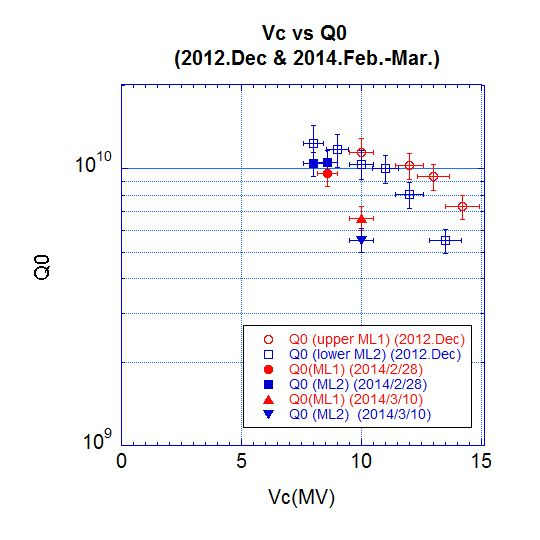 Vc vs Q0
(2012.Dec & 2014.Feb.-Mar.)
10^10
Q0
Q0 (upper ML1) (2012.Dec)
Q0 (lower ML2) (2012.Dec)
Q0(ML1) (2014/2/28)
Q0 (ML2) (2014/2/28)
Q0(ML1) (2014/3/10)
Q0 (ML2) (2014/3/10)
10^9
0 5 10 15
Vc(MV)